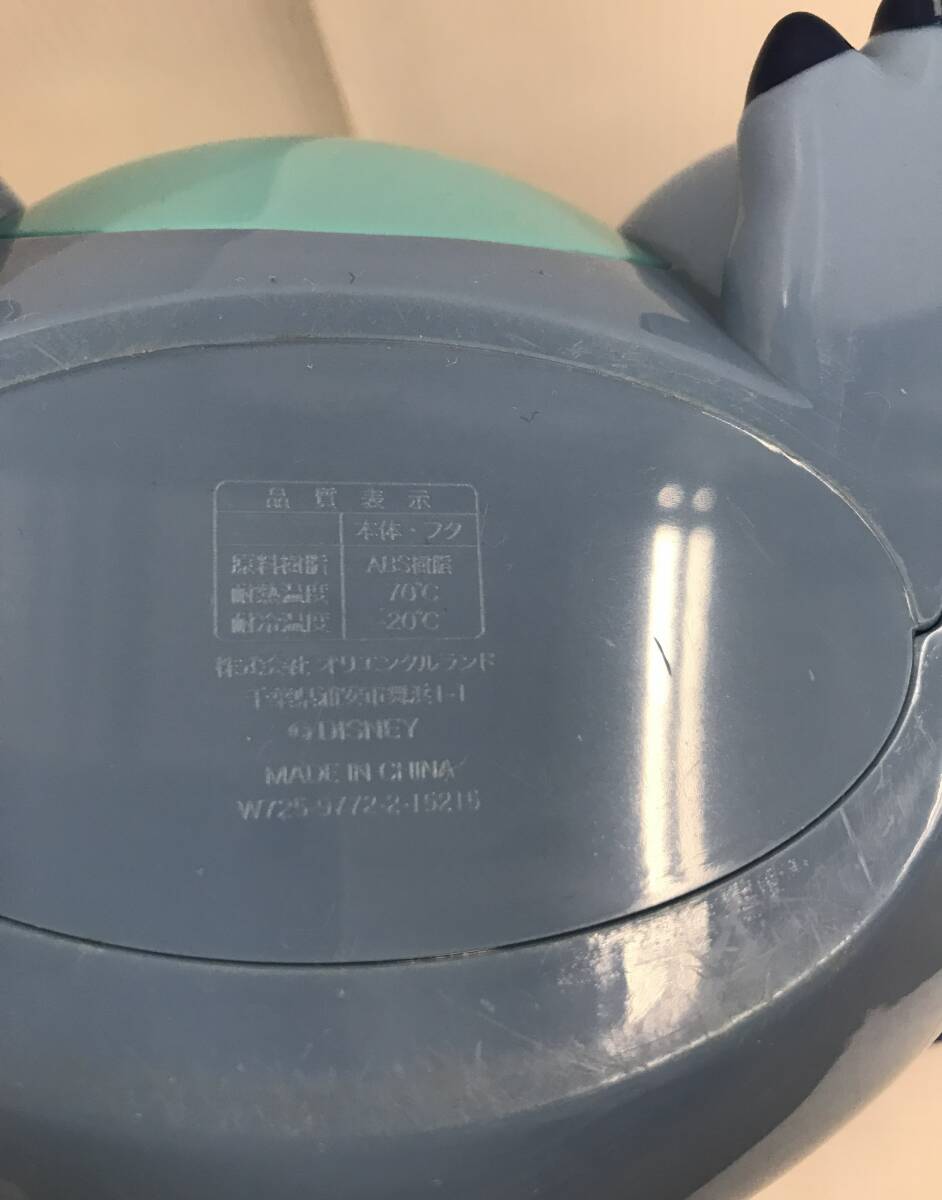 品質表示
本体・フタ
原料樹脂 ABS樹脂
耐熱温度 70℃
耐冷温度 -20℃
株式会社オリエンタルランド
千葉県浦安市舞浜1-1
©DISNEY
MADE IN CHINA
W725-9772-2-15215